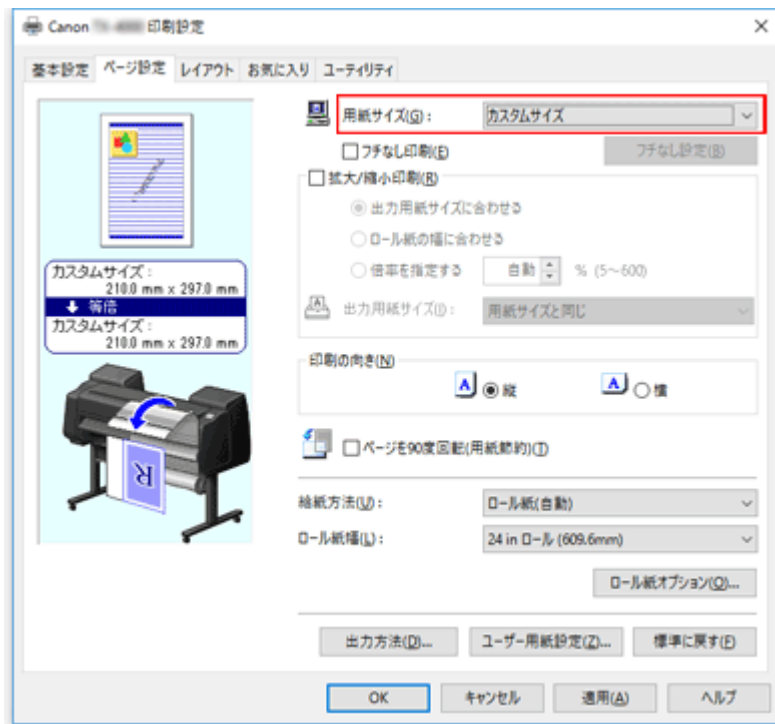 Canon 印刷設定
基本設定 ページ設定 レイアウト お気に入り ユーティリティ
用紙サイズ(G): カスタムサイズ
フチなし印刷(E) フチなし設定(B)
拡大/縮小印刷(R)
出力用紙サイズに合わせる
ロール紙の幅に合わせる
倍率を指定する 自動 % (5～600)
出力用紙サイズ(I): 用紙サイズと同じ
カスタムサイズ:
210.0 mm x 297.0 mm
等倍
カスタムサイズ:
210.0 mm x 297.0 mm
印刷の向き(N)
A 縦 A 横
R
ページを90度回転(用紙節約)(T)
給紙方法(U): ロール紙(自動)
ロール紙幅(L): 24 in ロール (609.6mm)
ロール紙オプション(O)...
出力方法(D)... ユーザー用紙設定(Z)... 標準に戻す(F)
OK キャンセル 適用(A) ヘルプ